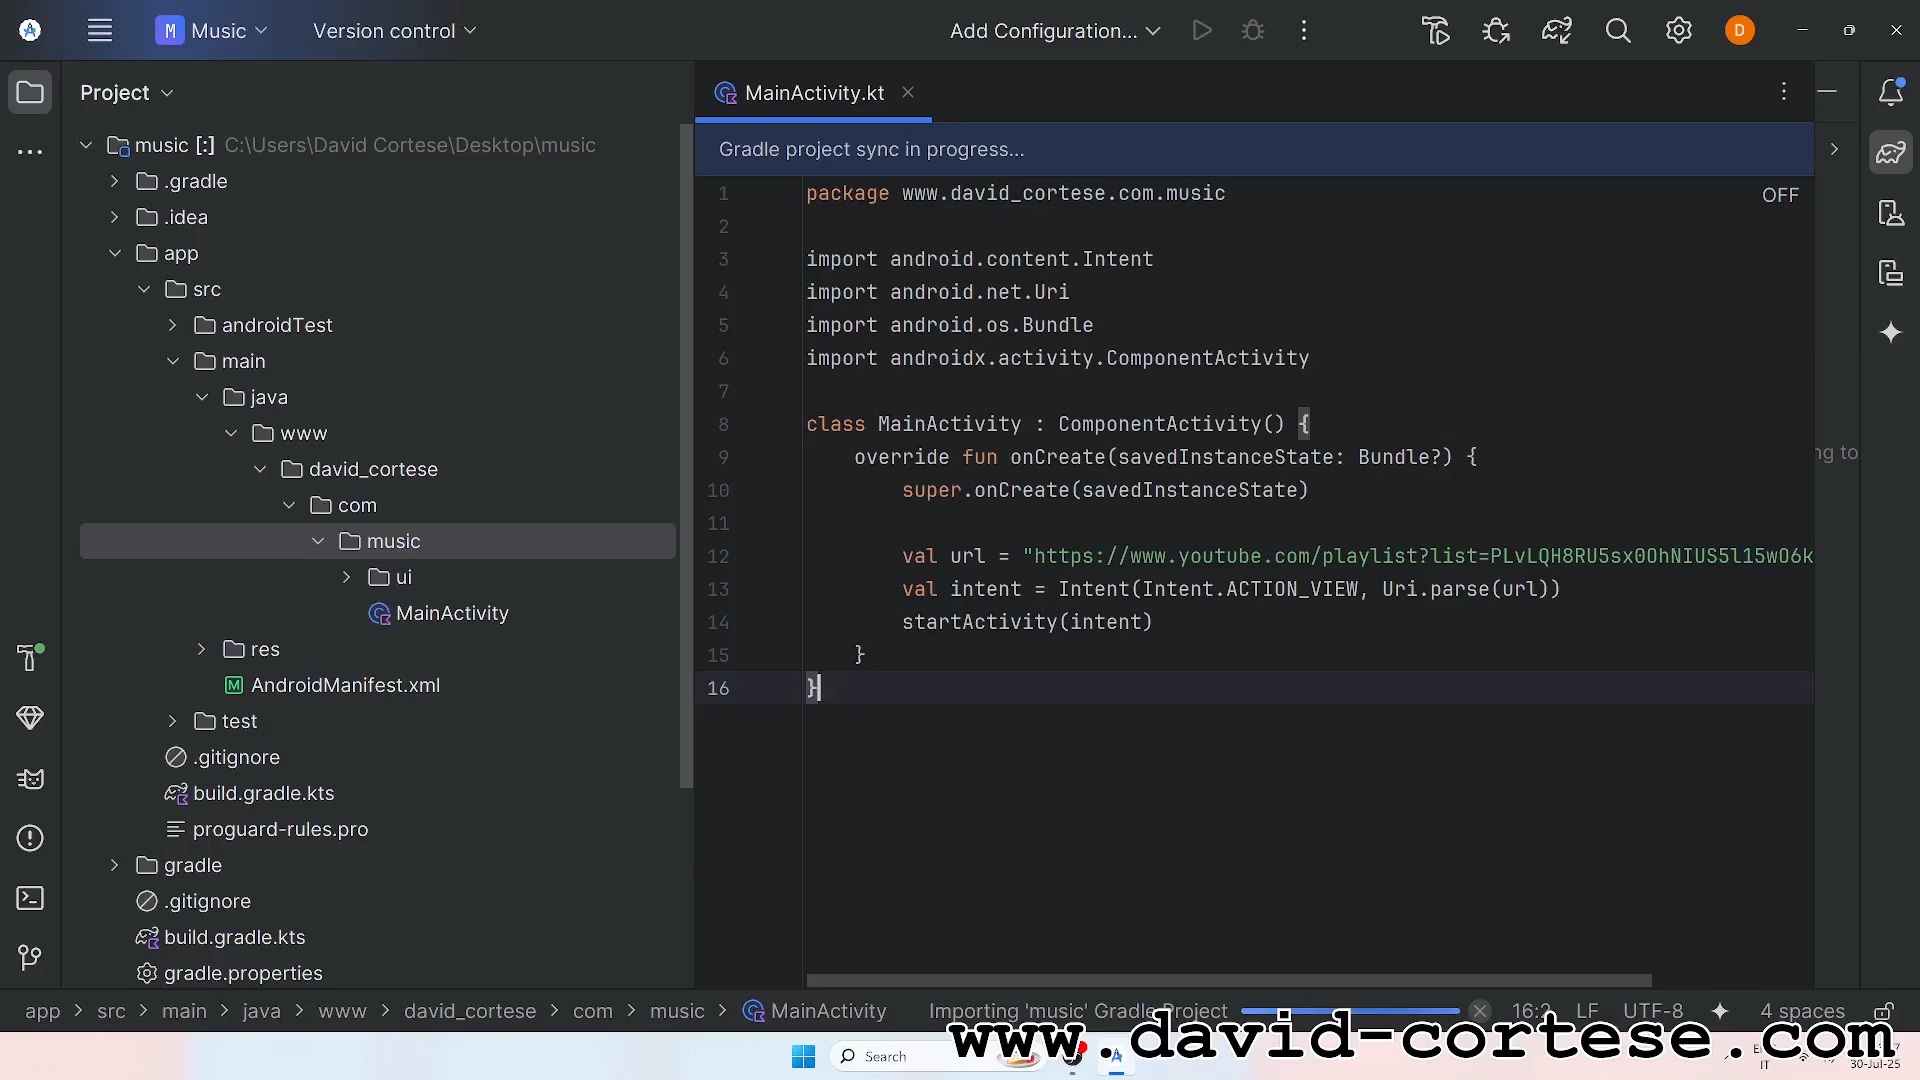 M Music Version control Add Configuration... D
Project
MainActivity.kt
music [:] C:\Users\David Cortese\Desktop\music
Gradle project sync in progress...
.gradle
.idea
app
src
androidTest
main
java
www
david_cortese
com
music
ui
MainActivity
res
AndroidManifest.xml
test
.gitignore
build.gradle.kts
proguard-rules.pro
gradle
.gitignore
build.gradle.kts
gradle.properties
1 package www.david_cortese.com.music
OFF
2
3 import android.content.Intent
4 import android.net.Uri
5 import android.os.Bundle
6 import androidx.activity.ComponentActivity
7
8 class MainActivity : ComponentActivity() {
9 override fun onCreate(savedInstanceState: Bundle?) {
10 super.onCreate(savedInstanceState)
11
12 val url = "https://www.youtube.com/playlist?list=PLvLQH8RU5sx0OhNIUS5l15wO6k
13 val intent = Intent(Intent.ACTION_VIEW, Uri.parse(url))
14 startActivity(intent)
15 }
16 }
ng to
app > src > main > java > www > david_cortese > com > music > MainActivity
Importing 'music' Gradle Project
16:2 LF UTF-8 4 spaces
www.david-cortese.com
Search
IT
30-Jul-25